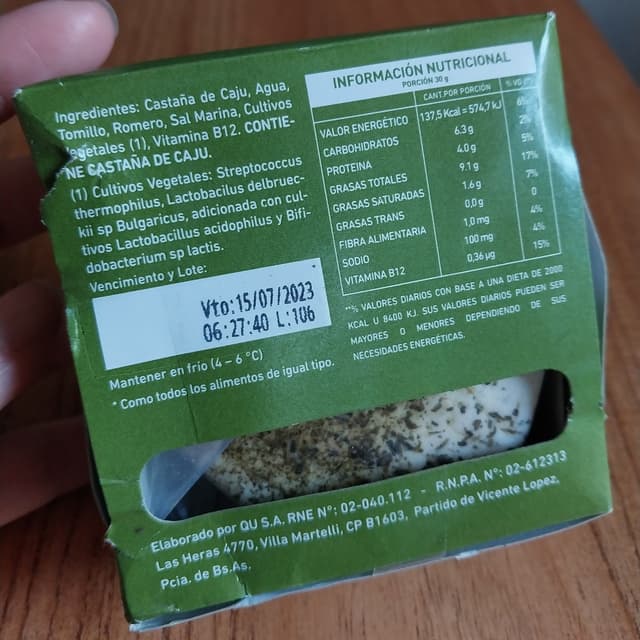 Ingredientes: Castaña de Caju, Agua,
Tomillo, Romero, Sal Marina, Cultivos
Vegetales (1), Vitamina B12. CONTIE-
NE CASTAÑA DE CAJU.
(1) Cultivos Vegetales: Streptococcus
thermophilus, Lactobacillus delbruec-
kii sp Bulgaricus, adicionada con cul-
tivos Lactobacillus acidophilus y Bifi-
dobacterium sp lactis.
Vencimiento y Lote:
Vto:15/07/2023
06:27:40 L:106
Mantener en frio (4 – 6 °C)
* Como todos los alimentos de igual tipo.
INFORMACIÓN NUTRICIONAL
PORCIÓN 30 g
CANT.POR PORCIÓN %VD
VALOR ENERGÉTICO 137,5 Kcal = 574,7 kJ 6%
CARBOHIDRATOS 6.3g 2%
PROTEINA 4.0g 5%
GRASAS TOTALES 9.1g 17%
GRASAS SATURADAS 1.6g 7%
GRASAS TRANS 0,0g 0
FIBRA ALIMENTARIA 1,0mg 4%
SODIO 100 mg 4%
VITAMINA B12 0,36 µg 15%
VALORES DIARIOS CON BASE A UNA DIETA DE 2000
KCAL U 8400 KJ. SUS VALORES DIARIOS PUEDEN SER
MAYORES O MENORES DEPENDIENDO DE SUS
NECESIDADES ENERGÉTICAS.
Elaborado por QU S.A. RNE N°: 02-040.112 - R.N.P.A. N°: 02-612313
Las Heras 4770, Villa Martelli, CP B1603, Partido de Vicente Lopez,
Pcia. de Bs.As.